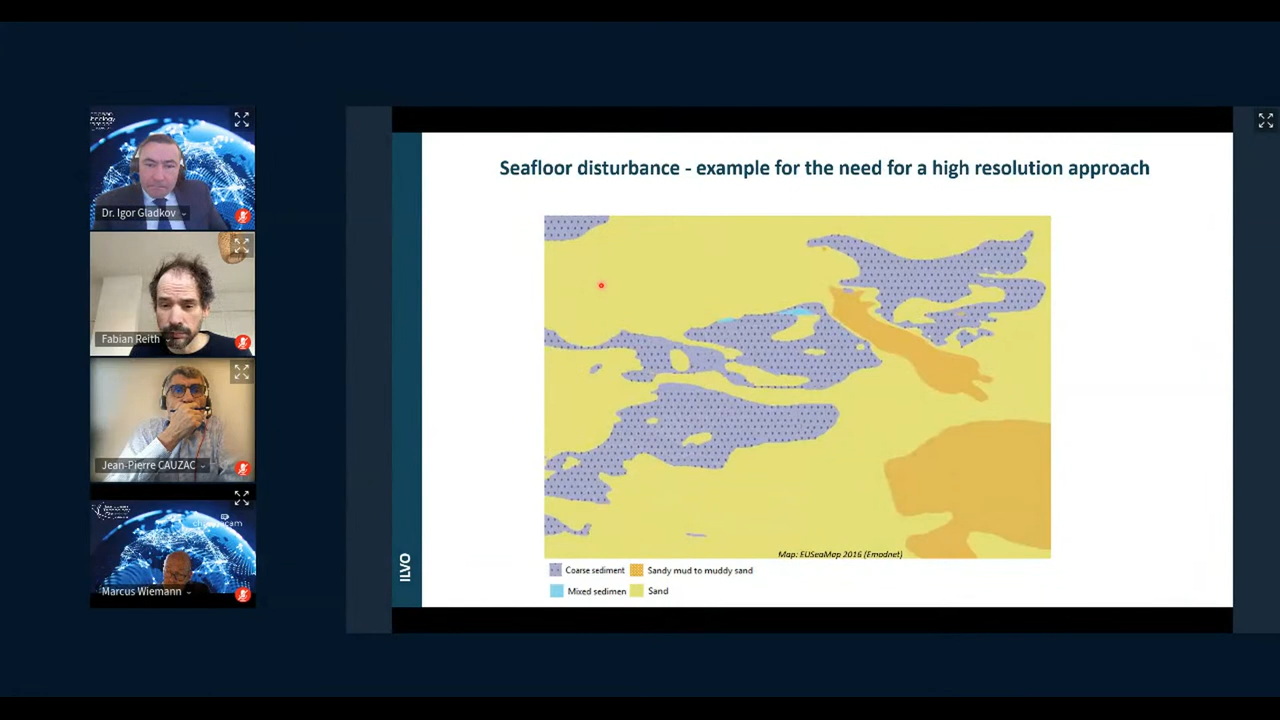 Seafloor disturbance - example for the need for a high resolution approach
Dr. Igor Gladkov
Fabian Reith
Jean-Pierre CAUZAC
Marcus Wiemann
ILVO
Map: EUSeaMap 2016 (Emodnet)
Coarse sediment
Sandy mud to muddy sand
Mixed sedimen
Sand